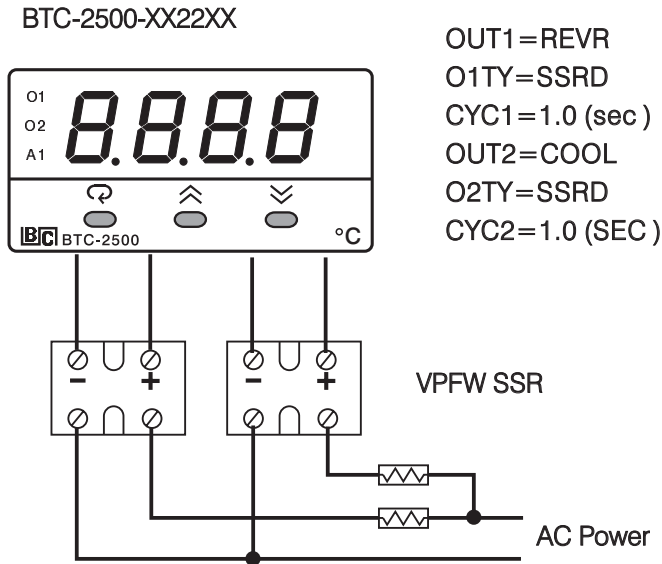 BTC-2500-XX22XX
OUT1=REVR
O1TY=SSRD
CYC1=1.0 (sec )
OUT2=COOL
O2TY=SSRD
CYC2=1.0 (SEC )
O1
O2
A1
8.8.8.8
BC BTC-2500
°C
- +
- +
VPFW SSR
AC Power